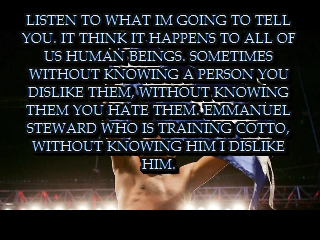 LISTEN TO WHAT IM GOING TO TELL
YOU. IT THINK IT HAPPENS TO ALL OF
US HUMAN BEINGS. SOMETIMES
WITHOUT KNOWING A PERSON YOU
DISLIKE THEM, WITHOUT KNOWING
THEM YOU HATE THEM. EMMANUEL
STEWARD WHO IS TRAINING COTTO,
WITHOUT KNOWING HIM I DISLIKE
HIM.